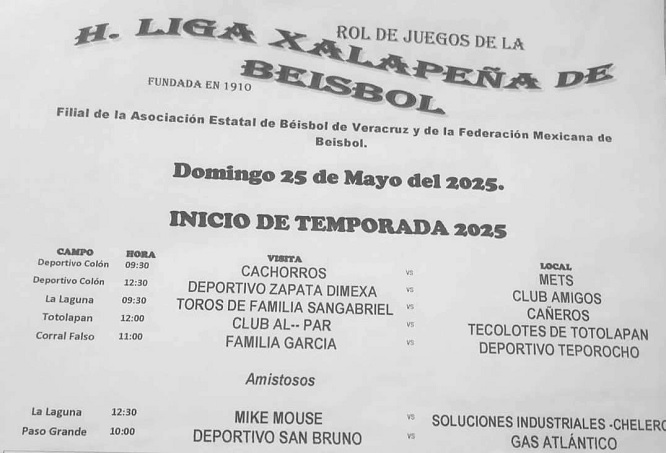 ROL DE JUEGOS DE LA
H. LIGA XALAPEÑA DE
BEISBOL
FUNDADA EN 1910
Filial de la Asociación Estatal de Béisbol de Veracruz y de la Federación Mexicana de
Beisbol.
Domingo 25 de Mayo del 2025.
INICIO DE TEMPORADA 2025
CAMPO HORA VISITA LOCAL
Deportivo Colón 09:30 CACHORROS vs METS
Deportivo Colón 12:30 DEPORTIVO ZAPATA DIMEXA vs CLUB AMIGOS
La Laguna 09:30 TOROS DE FAMILIA SANGABRIEL vs CAÑEROS
Totolapan 12:00 CLUB AL-- PAR vs TECOLOTES DE TOTOLAPAN
Corral Falso 11:00 FAMILIA GARCIA vs DEPORTIVO TEPOROCHO
Amistosos
La Laguna 12:30 MIKE MOUSE vs SOLUCIONES INDUSTRIALES -CHELERO
Paso Grande 10:00 DEPORTIVO SAN BRUNO vs GAS ATLÁNTICO